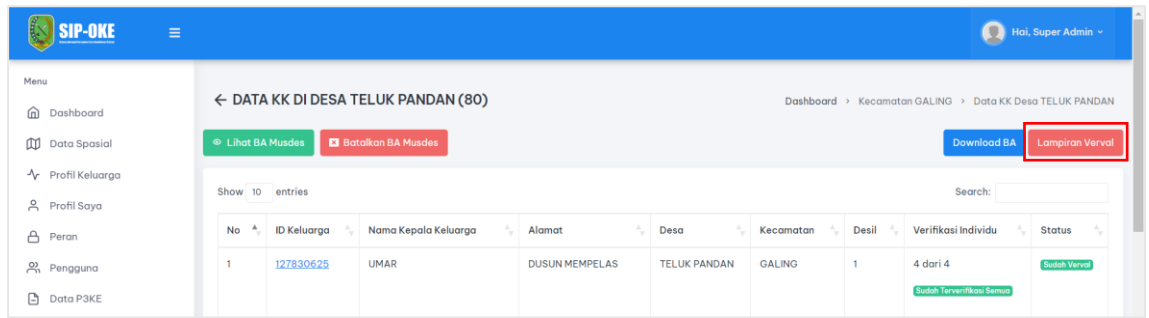 SIP-OKE
Hai, Super Admin
Menu
Dashboard
Data Spasial
Profil Keluarga
Profil Saya
Peran
Pengguna
Data P3KE
← DATA KK DI DESA TELUK PANDAN (80)
Dashboard > Kecamatan GALING > Data KK Desa TELUK PANDAN
Lihat BA Musdes Batalkan BA Musdes Download BA Lampiran Verval
Show 10 entries Search:
No ID Keluarga Nama Kepala Keluarga Alamat Desa Kecamatan Desil Verifikasi Individu Status
1 127830625 UMAR DUSUN MEMPELAS TELUK PANDAN GALING 1 4 dari 4 Sudah Verval
Sudah Terverifikasi Semua